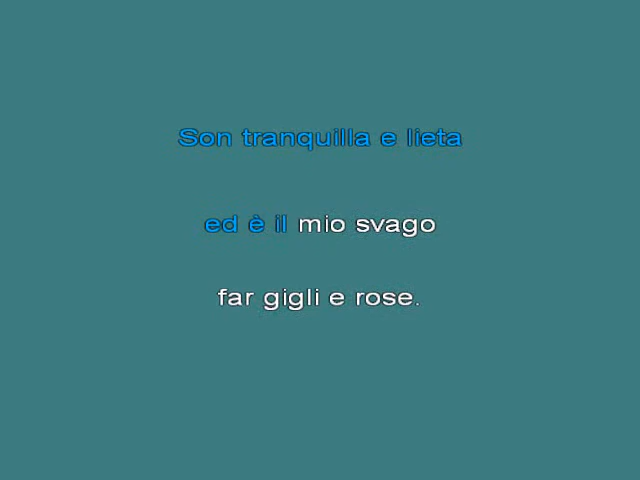 Son tranquilla e lieta
ed è il mio svago
far gigli e rose.